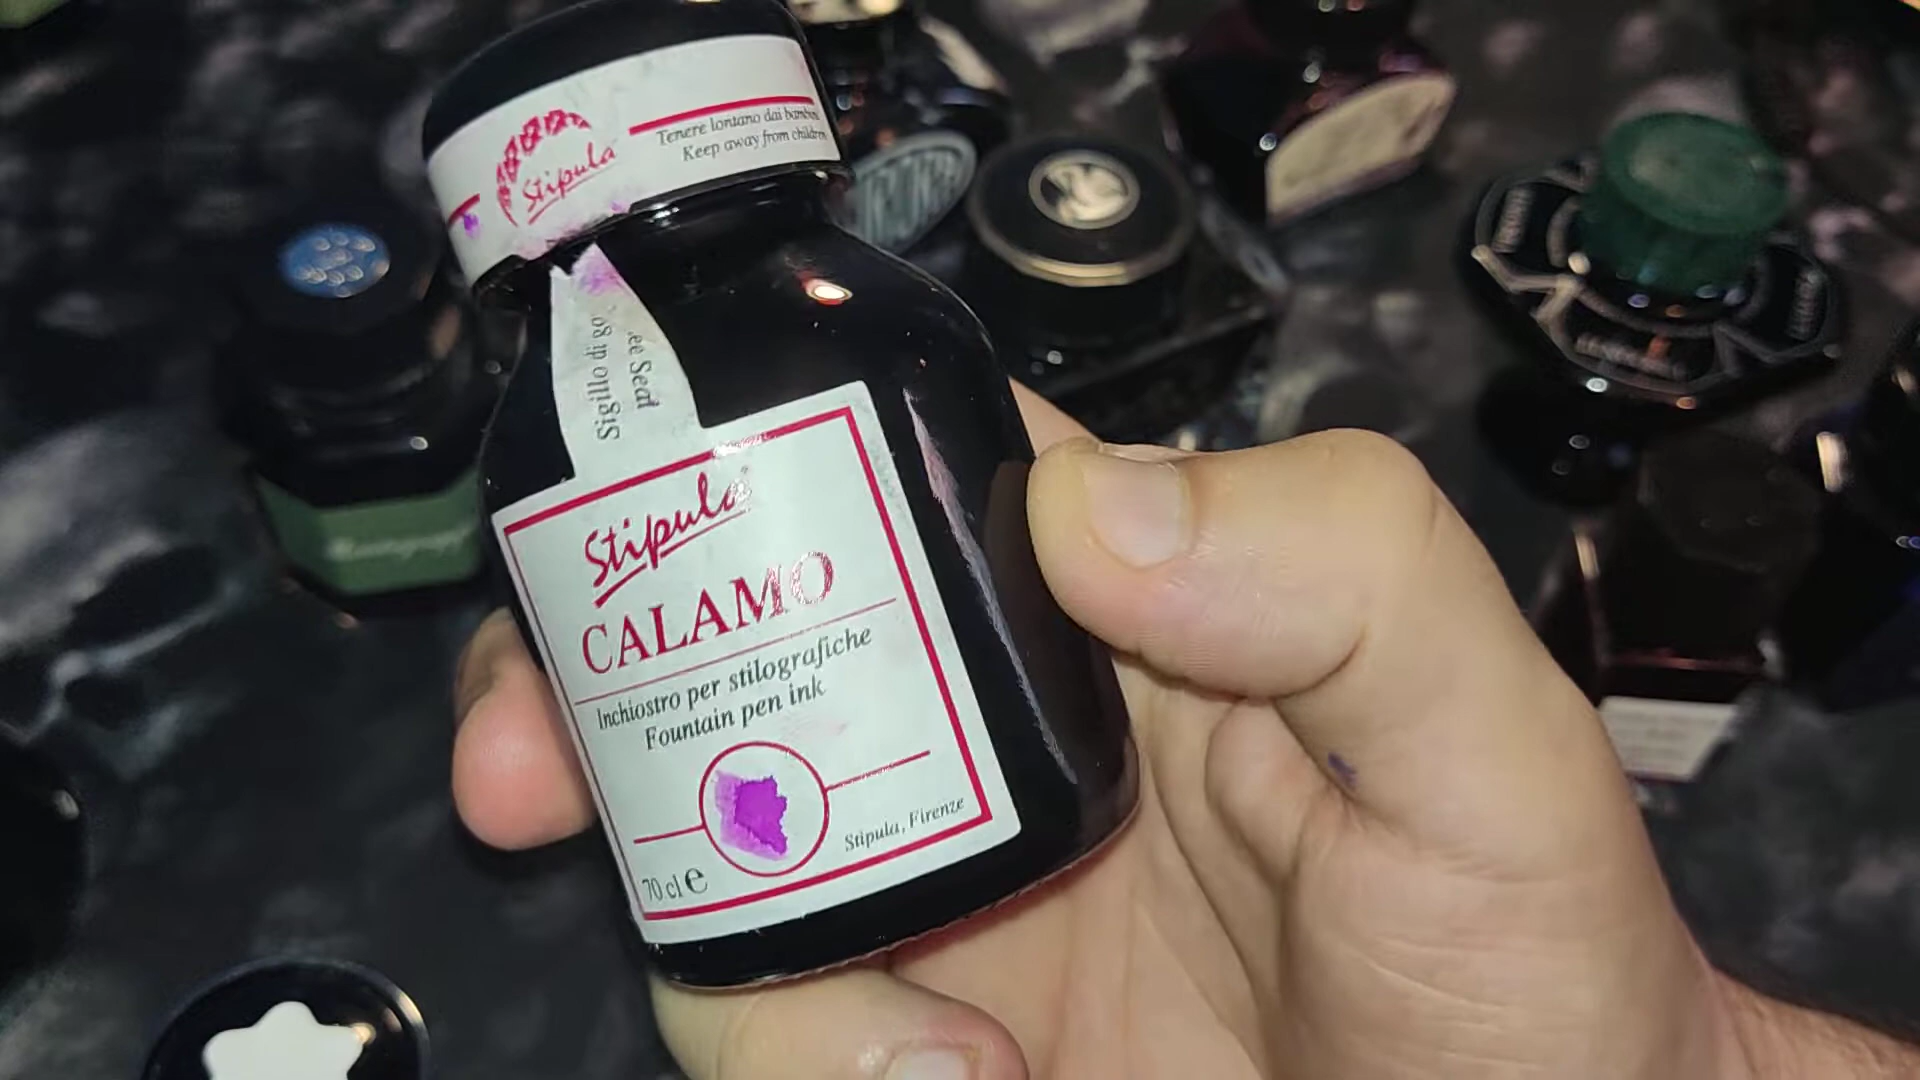 Stipula
Tenere lontano dai bambini
Keep away from children
Sigillo di
Seal
Stipula
CALAMO
Inchiostro per stilografiche
Fountain pen ink
Stipula, Firenze
70 cl e